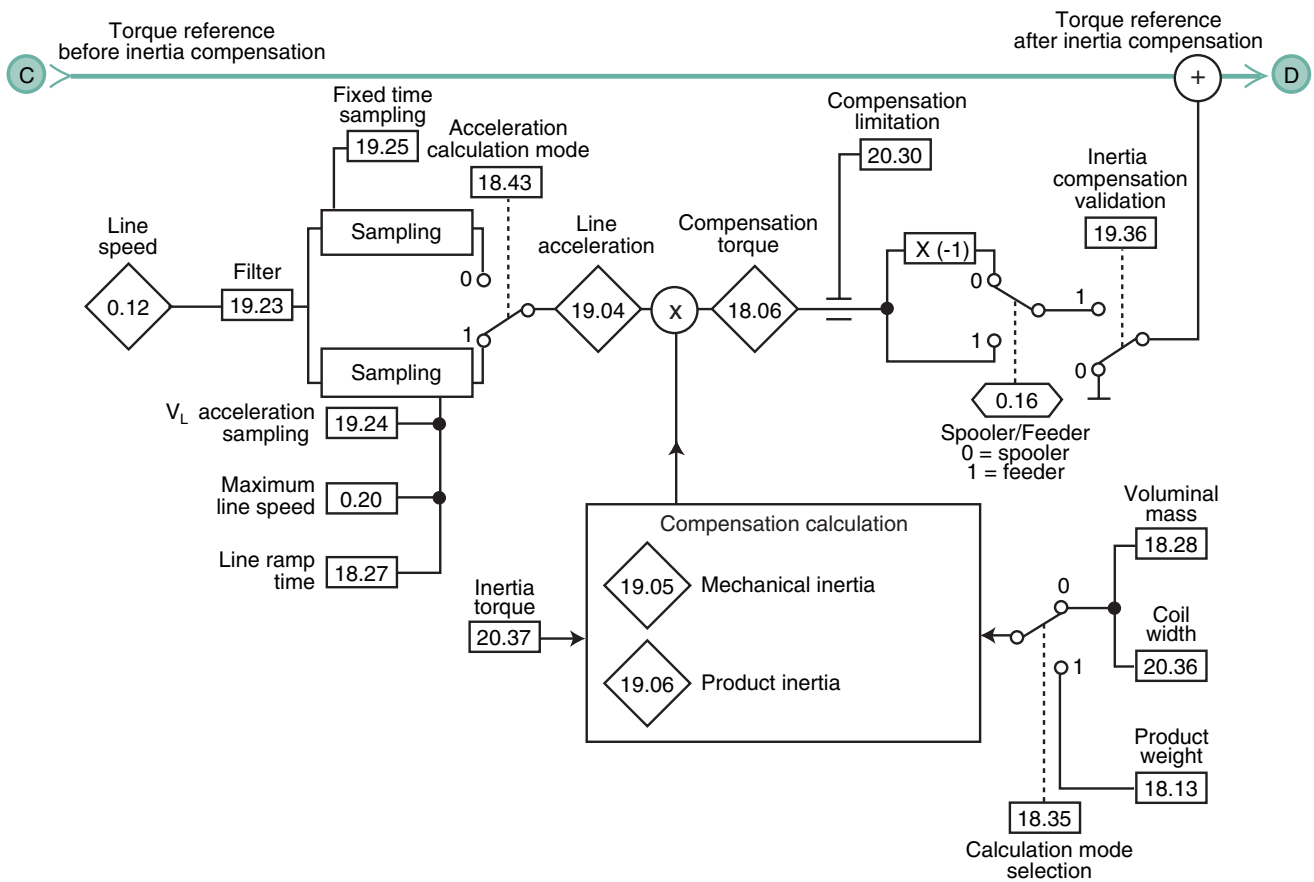 Torque reference
before inertia compensation
Torque reference
after inertia compensation
C
+
D
Fixed time
sampling
19.25
Acceleration
calculation mode
18.43
Compensation
limitation
20.30
Inertia
compensation
validation
19.36
Line
speed
0.12
Filter
19.23
Sampling
0
1
Sampling
Line
acceleration
19.04
x
Compensation
torque
18.06
X (-1)
0
1
1
0
0.16
Spooler/Feeder
0 = spooler
1 = feeder
VL acceleration
sampling
19.24
Maximum
line speed
0.20
Line ramp
time
18.27
Inertia
torque
20.37
Compensation calculation
19.05
Mechanical inertia
19.06
Product inertia
Voluminal
mass
18.28
0
Coil
width
20.36
1
Product
weight
18.13
18.35
Calculation mode
selection